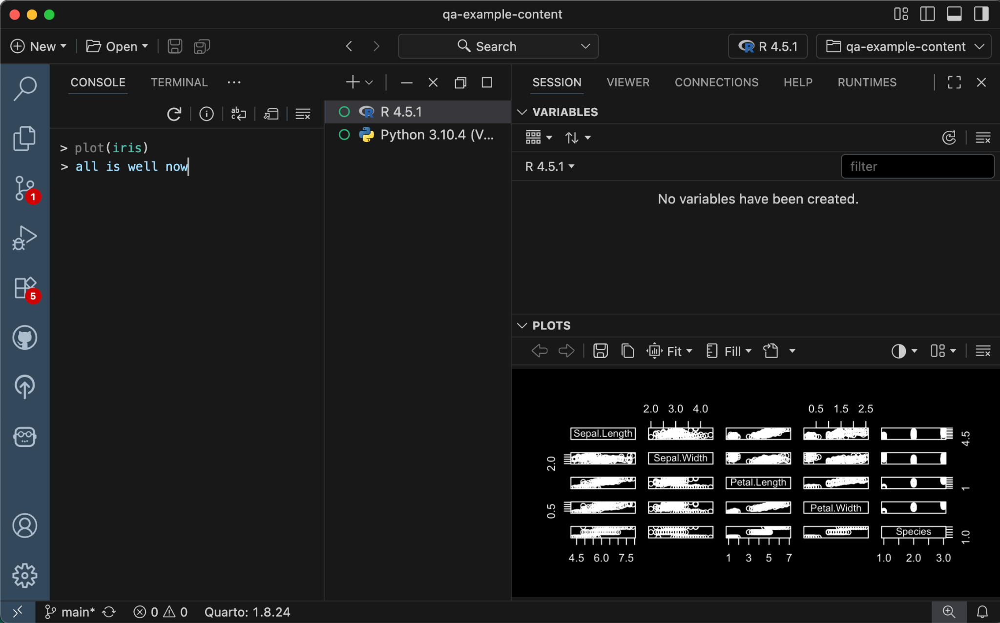 qa-example-content
New
Open
Search
R 4.5.1
qa-example-content
CONSOLE
TERMINAL
> plot(iris)
> all is well now
R 4.5.1
Python 3.10.4 (V...
SESSION
VIEWER
CONNECTIONS
HELP
RUNTIMES
VARIABLES
R 4.5.1
filter
No variables have been created.
PLOTS
Fit
Fill
2.0 3.0 4.0
0.5 1.5 2.5
Sepal.Length
4.5
2.0
Sepal.Width
Petal.Length
1
0.5
Petal.Width
Species
1.0
4.5 6.0 7.5
1 3 5 7
1.0 2.0 3.0
1
5
main*
0
0
Quarto: 1.8.24